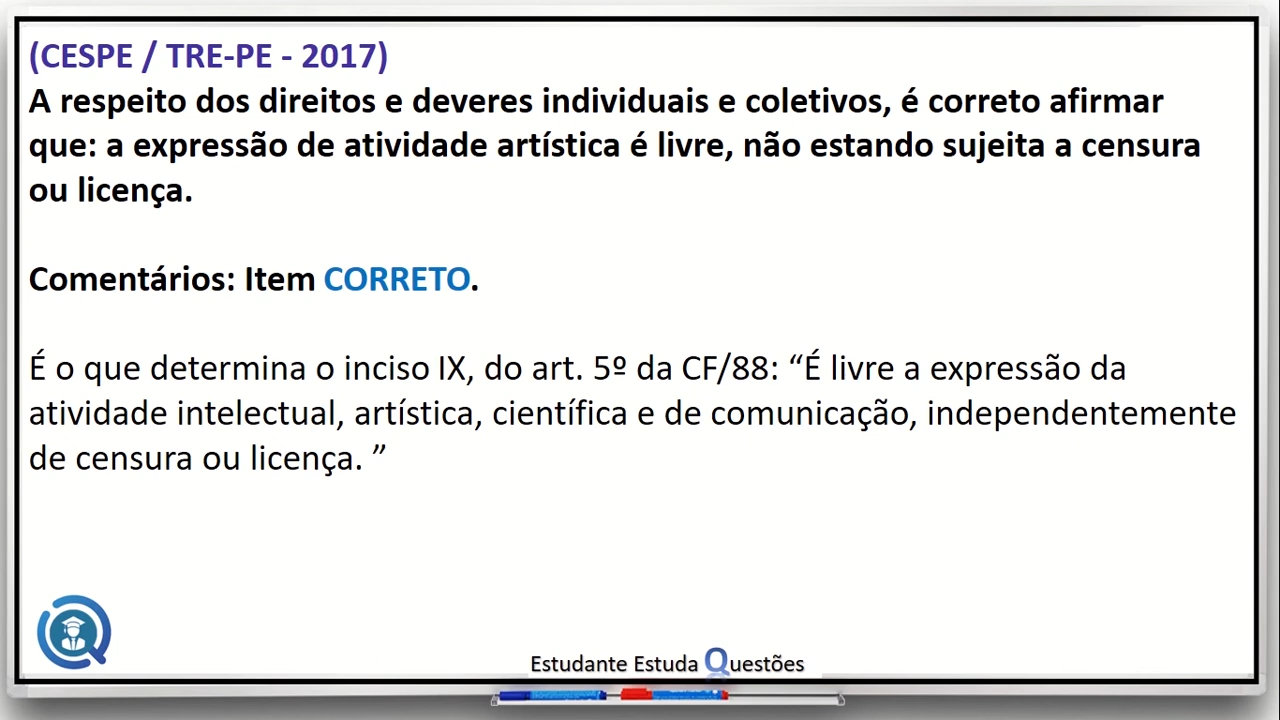 (CESPE / TRE-PE - 2017)
A respeito dos direitos e deveres individuais e coletivos, é correto afirmar
que: a expressão de atividade artística é livre, não estando sujeita a censura
ou licença.
Comentários: Item CORRETO.
É o que determina o inciso IX, do art. 5º da CF/88: “É livre a expressão da
atividade intelectual, artística, científica e de comunicação, independentemente
de censura ou licença. ”
Estudante Estuda Questões